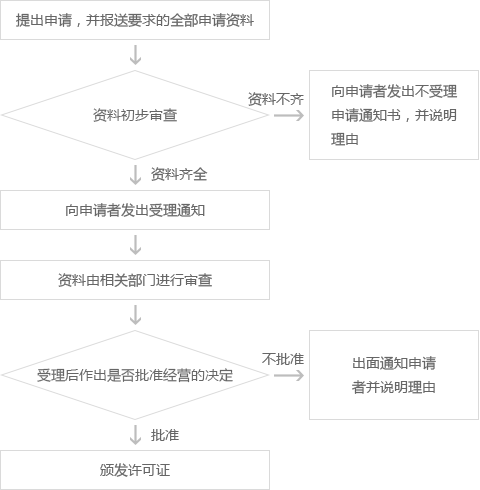 提出申请，并报送要求的全部申请资料
资料初步审查
资料不齐
向申请者发出不受理
申请通知书，并说明
理由
资料齐全
向申请者发出受理通知
资料由相关部门进行审查
受理后作出是否批准经营的决定
不批准
出面通知申请
者并说明理由
批准
颁发许可证